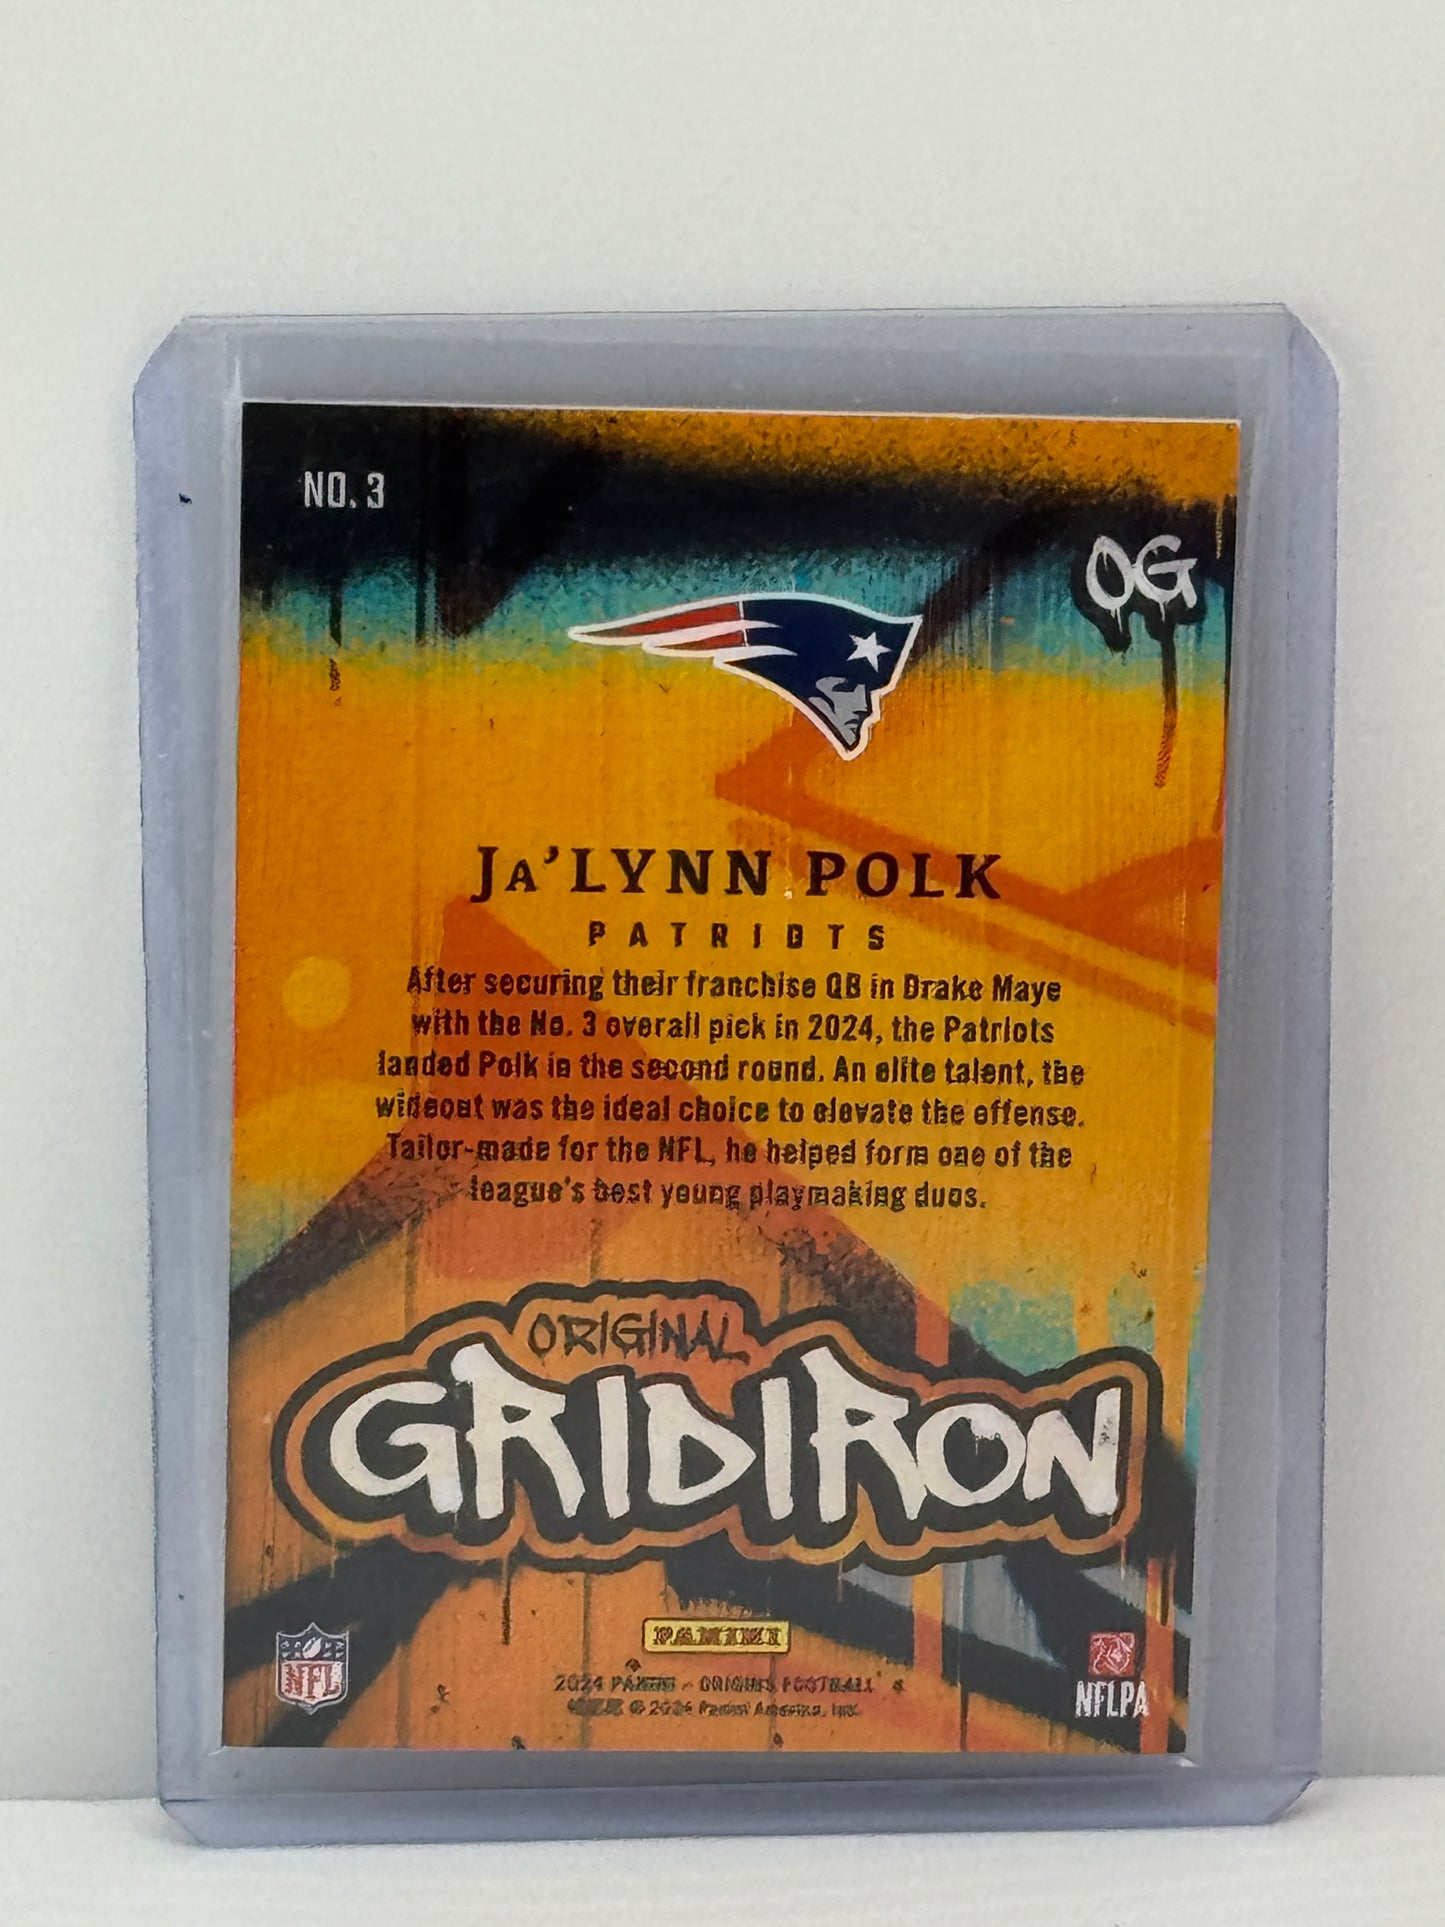 NO. 3
OG
JA'LYNN POLK
PATRIOTS
After securing their franchise QB in Drake Maye
with the No. 3 overall pick in 2024, the Patriots
landed Polk in the second round. An elite talent, the
wideout was the ideal choice to elevate the offense.
Tailor-made for the NFL, he helped form one of the
league's best young playmaking duos.
ORIGINAL
GRIDIRON
PANINI
NFL
2024 PANINI - ORIGINS FOOTBALL
© 2024 Panini America, Inc.
NFLPA